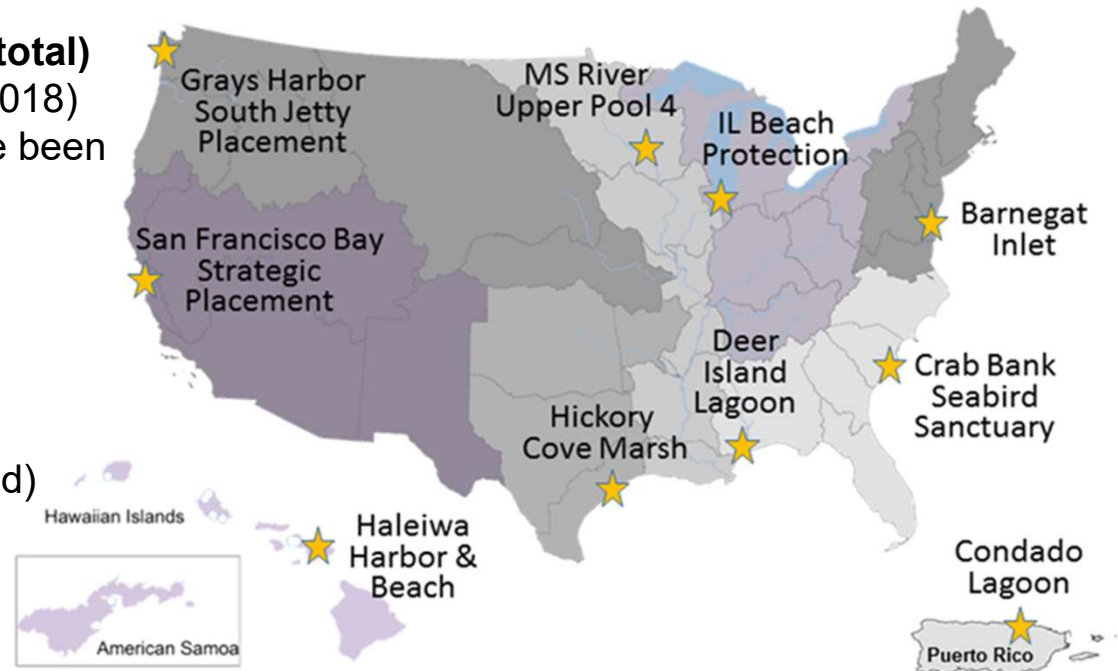 total)
018)
e been
d)
Grays Harbor
South Jetty
Placement
MS River
Upper Pool 4
IL Beach
Protection
Barnegat
Inlet
San Francisco Bay
Strategic
Placement
Deer
Island
Lagoon
Crab Bank
Seabird
Sanctuary
Hickory
Cove Marsh
Hawaiian Islands
Haleiwa
Harbor &
Beach
American Samoa
Condado
Lagoon
Puerto Rico